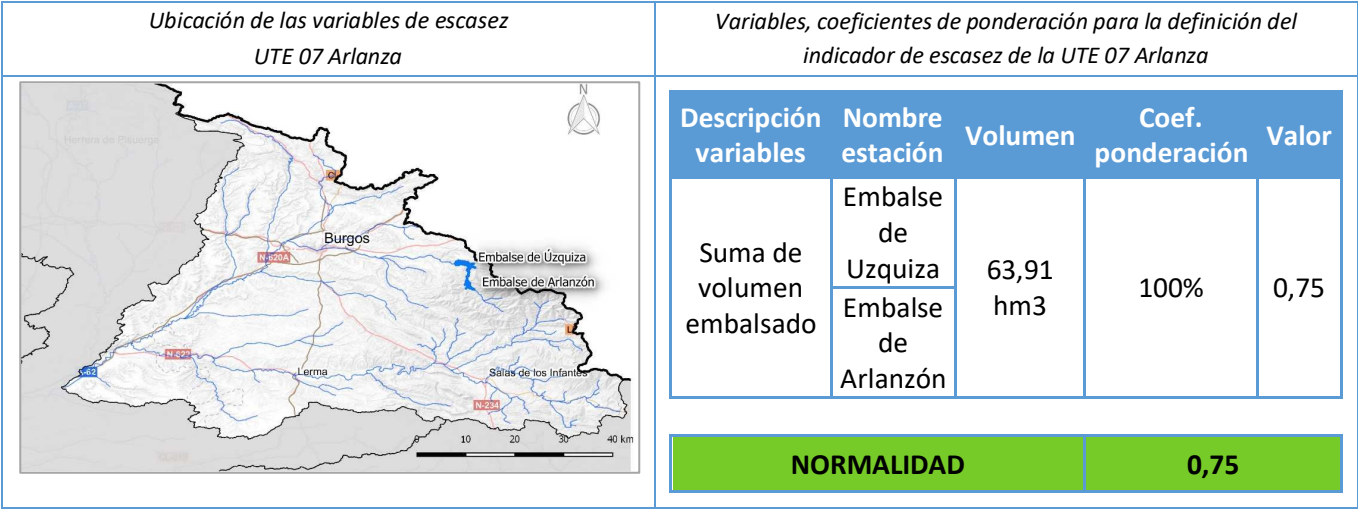 Ubicación de las variables de escasez
UTE 07 Arlanza
Variables, coeficientes de ponderación para la definición del
indicador de escasez de la UTE 07 Arlanza
N
Herrera de Pisuerga
Burgos
N-620A
Embalse de Úzquiza
Embalse de Arlanzón
N-622
-62
Lerma
Salas de los Infantes
N-234
0 10 20 30 40 km
Descripción
variables
Nombre
estación
Volumen
Coef.
ponderación
Valor
Suma de
volumen
embalsado
Embalse
de
Uzquiza
Embalse
de
Arlanzón
63,91
hm3
100%
0,75
NORMALIDAD
0,75